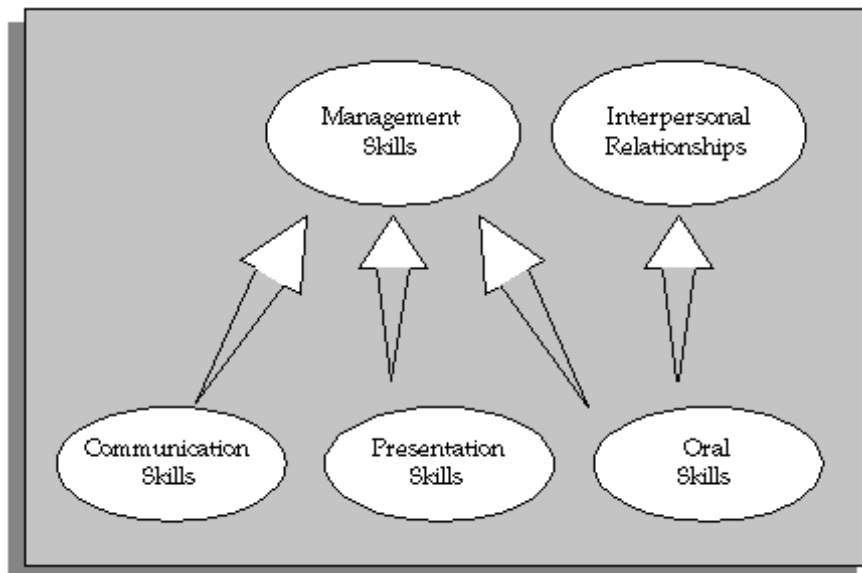 Management
Skills
Interpersonal
Relationships
Communication
Skills
Presentation
Skills
Oral
Skills